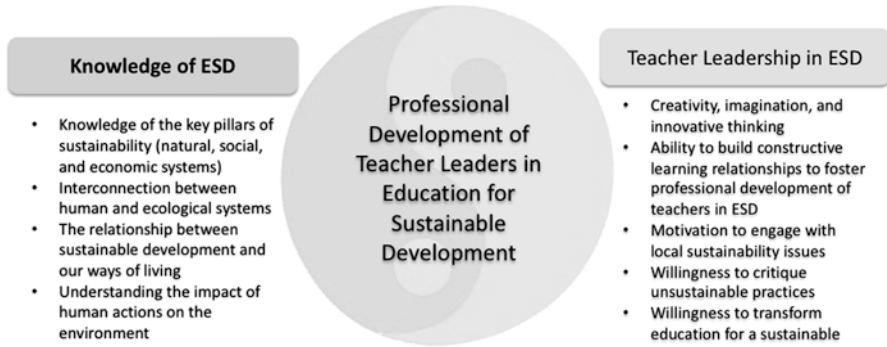 Knowledge of ESD
• Knowledge of the key pillars of
sustainability (natural, social,
and economic systems)
• Interconnection between
human and ecological systems
• The relationship between
sustainable development and
our ways of living
• Understanding the impact of
human actions on the
environment
Professional
Development of
Teacher Leaders in
Education for
Sustainable
Development
Teacher Leadership in ESD
• Creativity, imagination, and
innovative thinking
• Ability to build constructive
learning relationships to foster
professional development of
teachers in ESD
• Motivation to engage with
local sustainability issues
• Willingness to critique
unsustainable practices
• Willingness to transform
education for a sustainable